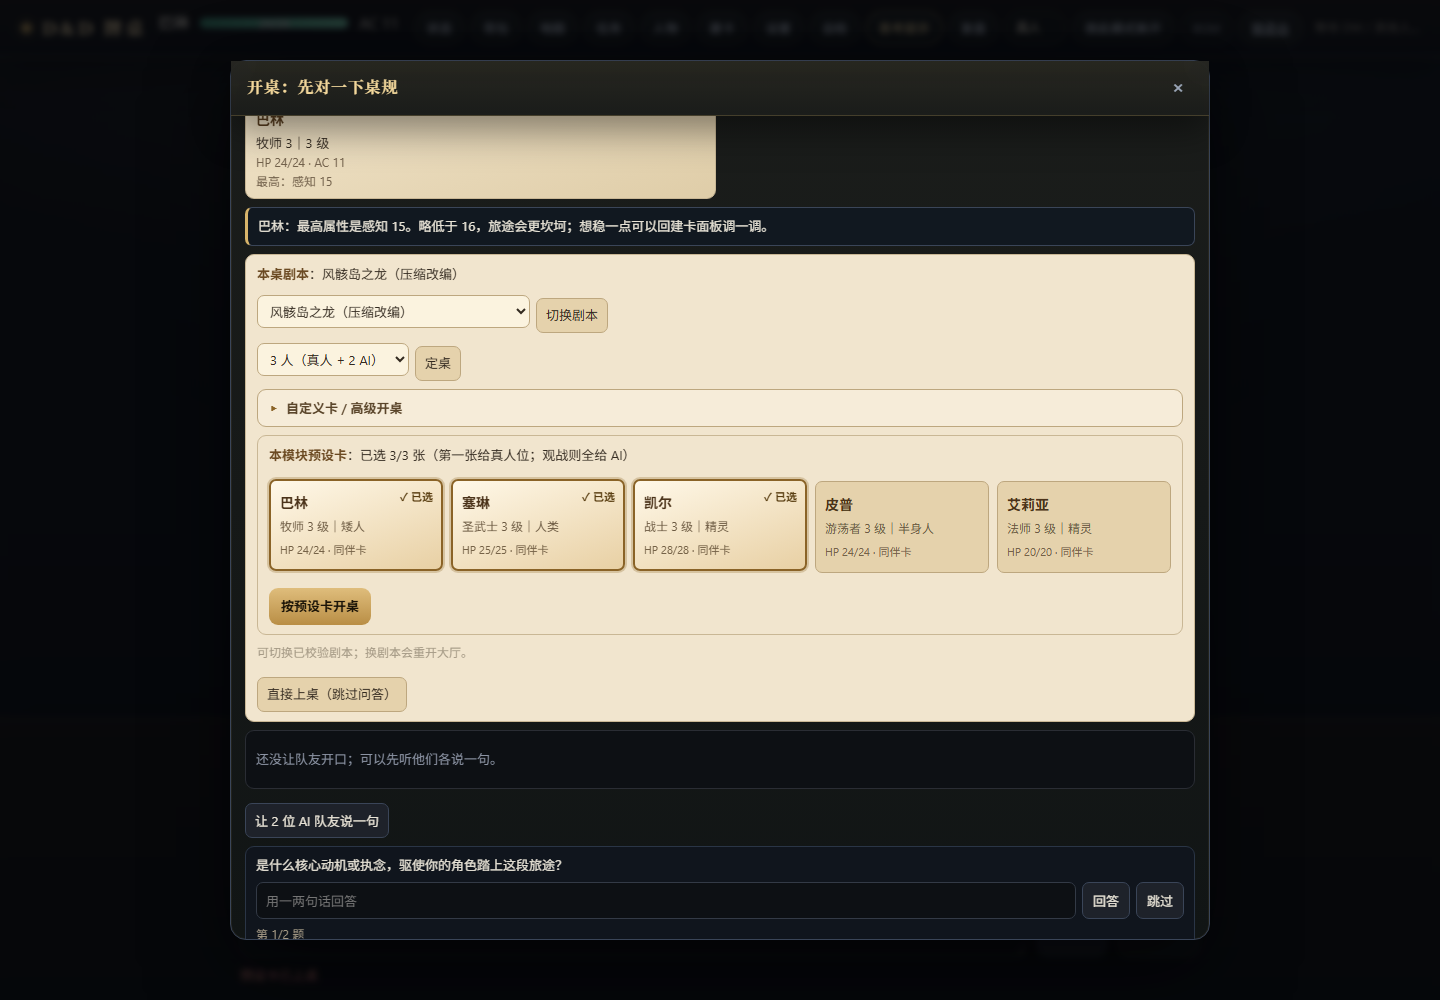 开桌：先对一下桌规
×
巴林
牧师 3｜3 级
HP 24/24 · AC 11
最高：感知 15
巴林：最高属性是感知 15。略低于 16，旅途会更坎坷；想稳一点可以回建卡面板调一调。
本桌剧本：风骸岛之龙（压缩改编）
风骸岛之龙（压缩改编）
切换剧本
3 人（真人 + 2 AI）
定桌
▸ 自定义卡 / 高级开桌
本模块预设卡：已选 3/3 张（第一张给真人位；观战则全给 AI）
巴林
✓ 已选
牧师 3 级｜矮人
HP 24/24 · 同伴卡
塞琳
✓ 已选
圣武士 3 级｜人类
HP 25/25 · 同伴卡
凯尔
✓ 已选
战士 3 级｜精灵
HP 28/28 · 同伴卡
皮普
游荡者 3 级｜半身人
HP 24/24 · 同伴卡
艾莉亚
法师 3 级｜精灵
HP 20/20 · 同伴卡
按预设卡开桌
可切换已校验剧本；换剧本会重开大厅。
直接上桌（跳过问答）
还没让队友开口；可以先听他们各说一句。
让 2 位 AI 队友说一句
是什么核心动机或执念，驱使你的角色踏上这段旅途？
用一两句话回答
回答
跳过
第 1/2 题